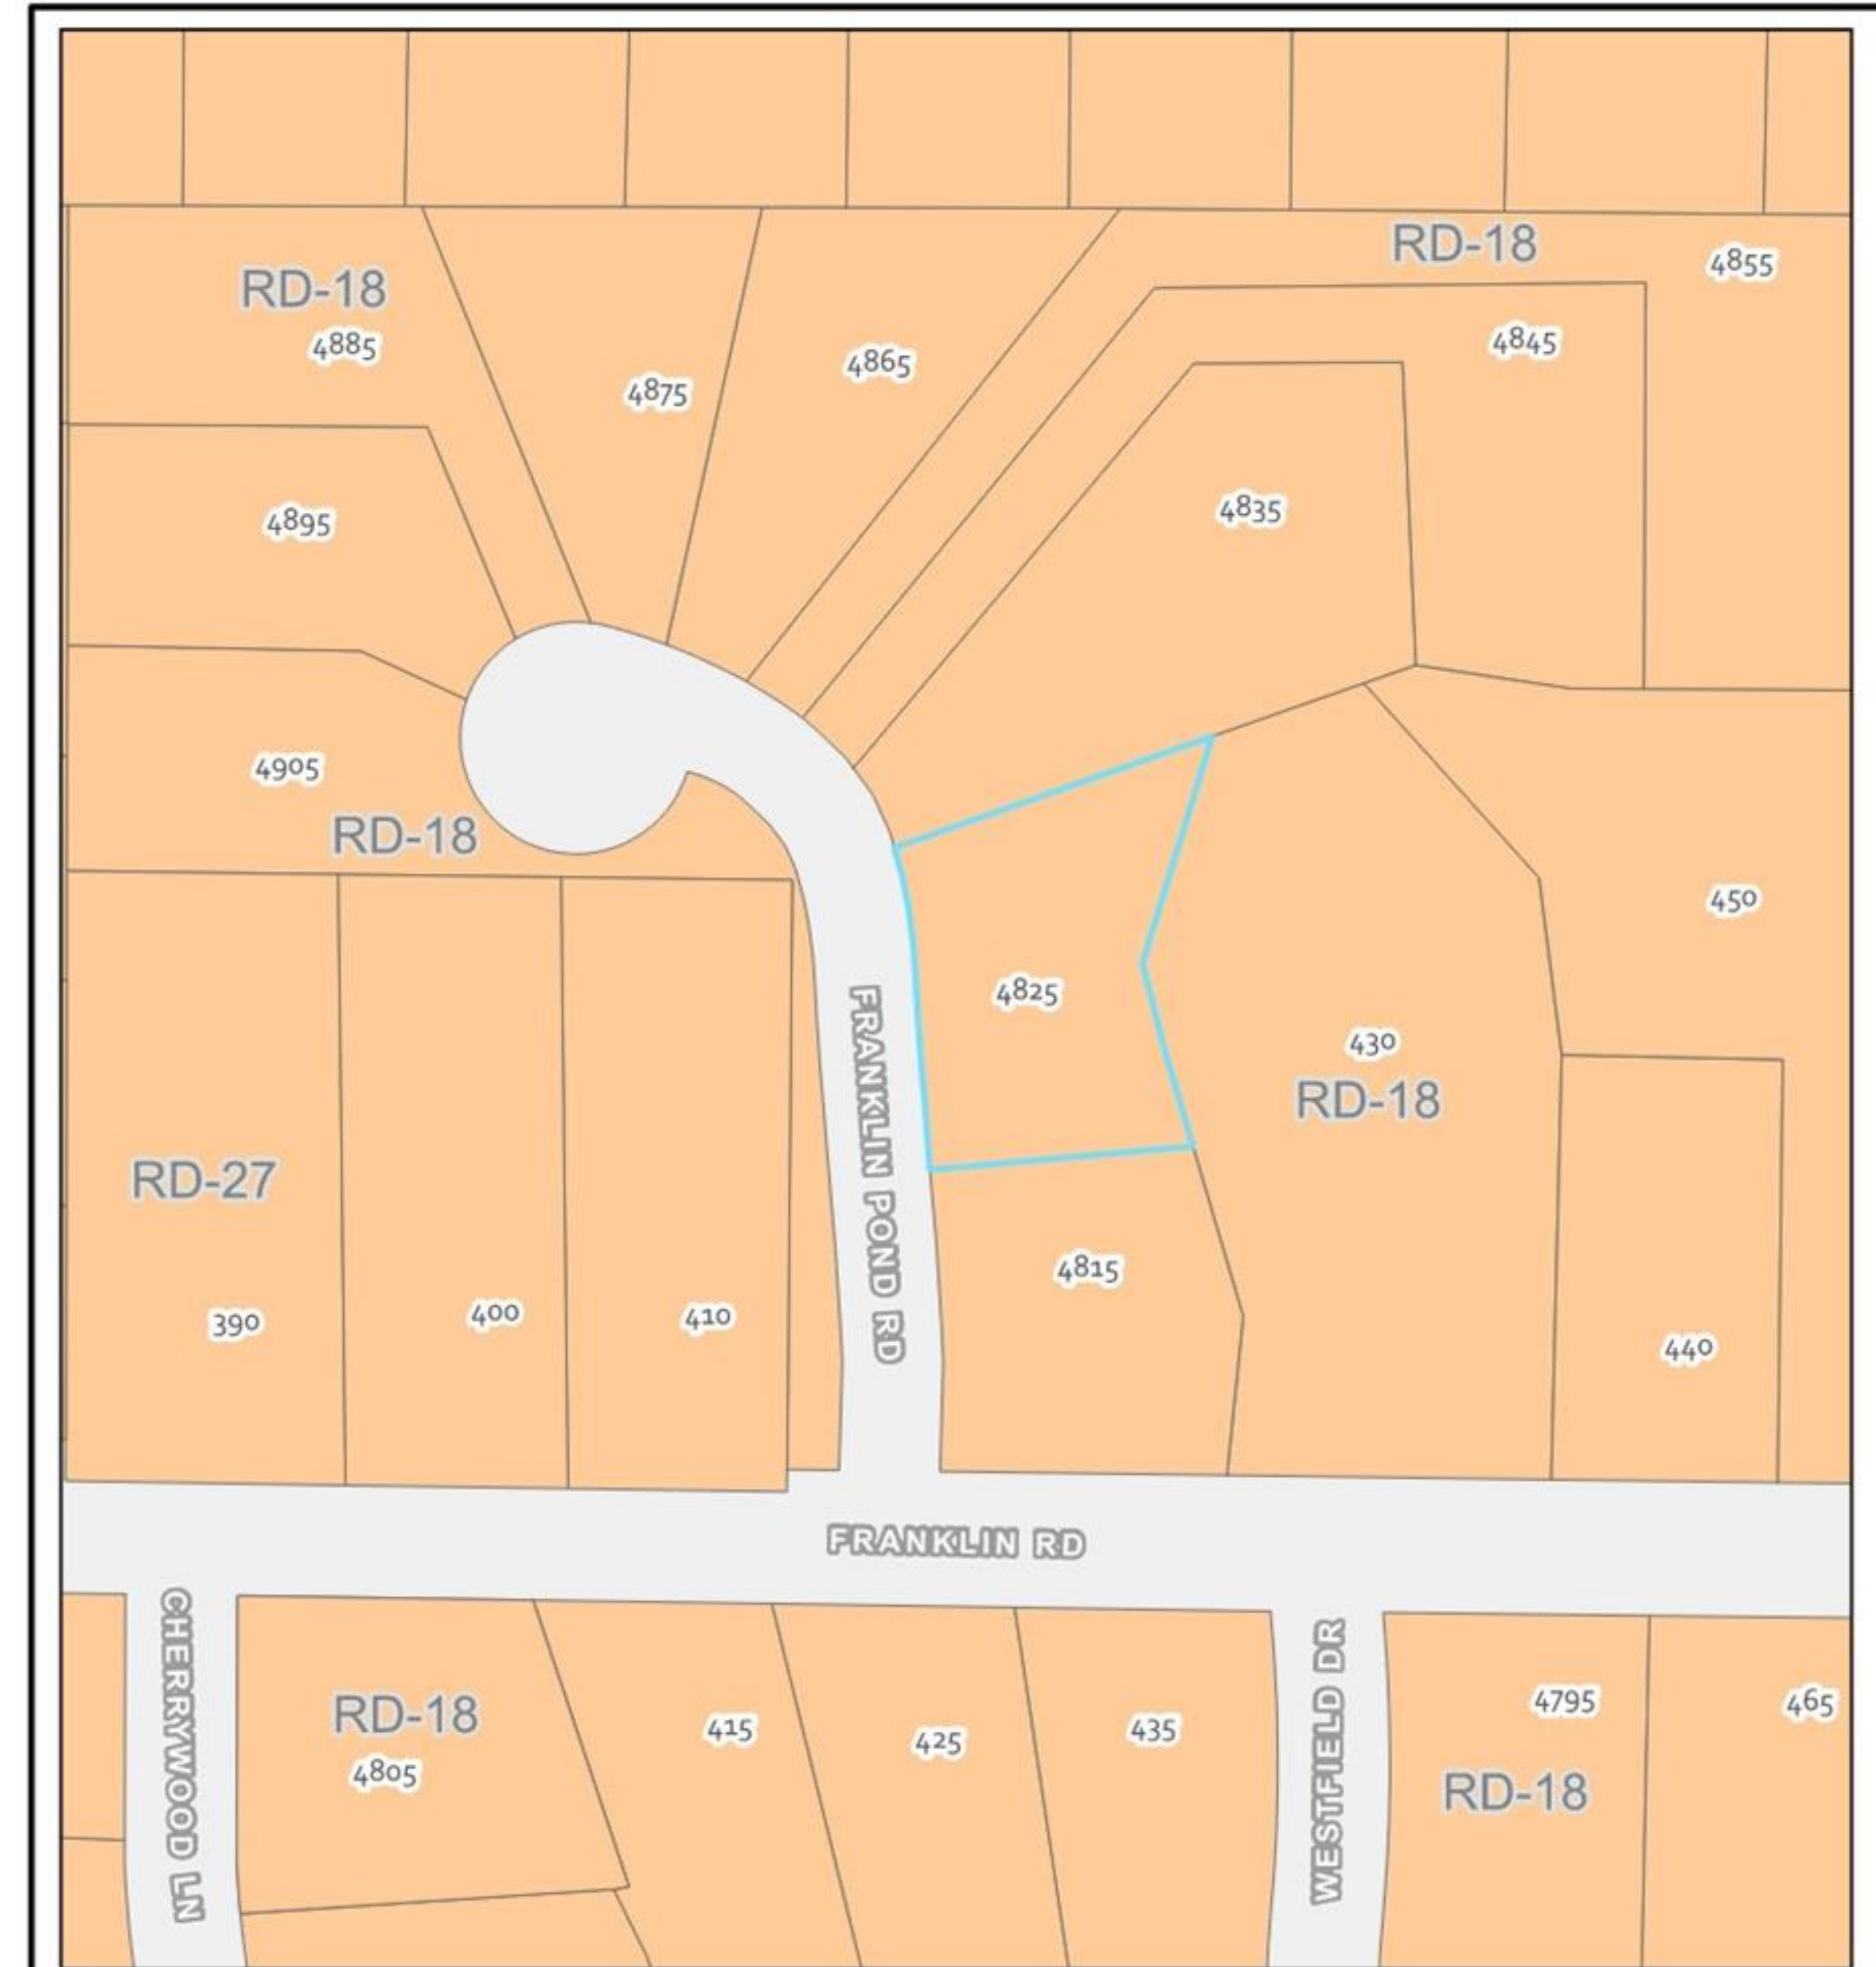 RD-18
4855
RD-18
4885
4845
4865
4875
4835
4895
4905
RD-18
450
4825
430
RD-18
FRANKLIN POND RD
RD-27
4815
390
400
410
440
FRANKLIN RD
CHERRYWOOD LN
WESTFIELD DR
RD-18
4805
415
425
435
4795
465
RD-18